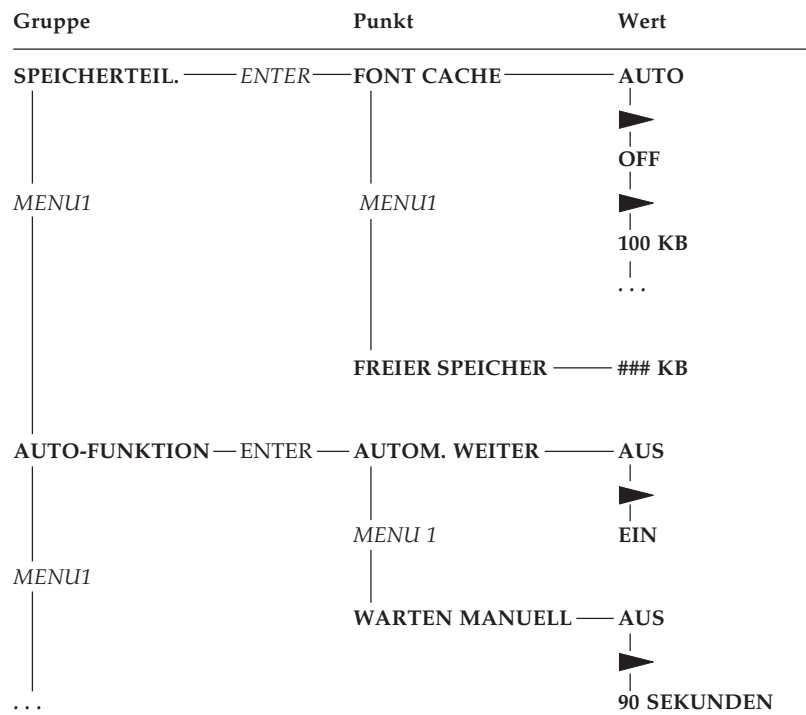 Gruppe Punkt Wert
SPEICHERTEIL. ENTER FONT CACHE AUTO
OFF
MENU1 MENU1
100 KB
. . .
FREIER SPEICHER ### KB
AUTO-FUNKTION ENTER AUTOM. WEITER AUS
MENU 1 EIN
MENU1
WARTEN MANUELL AUS
. . . 90 SEKUNDEN